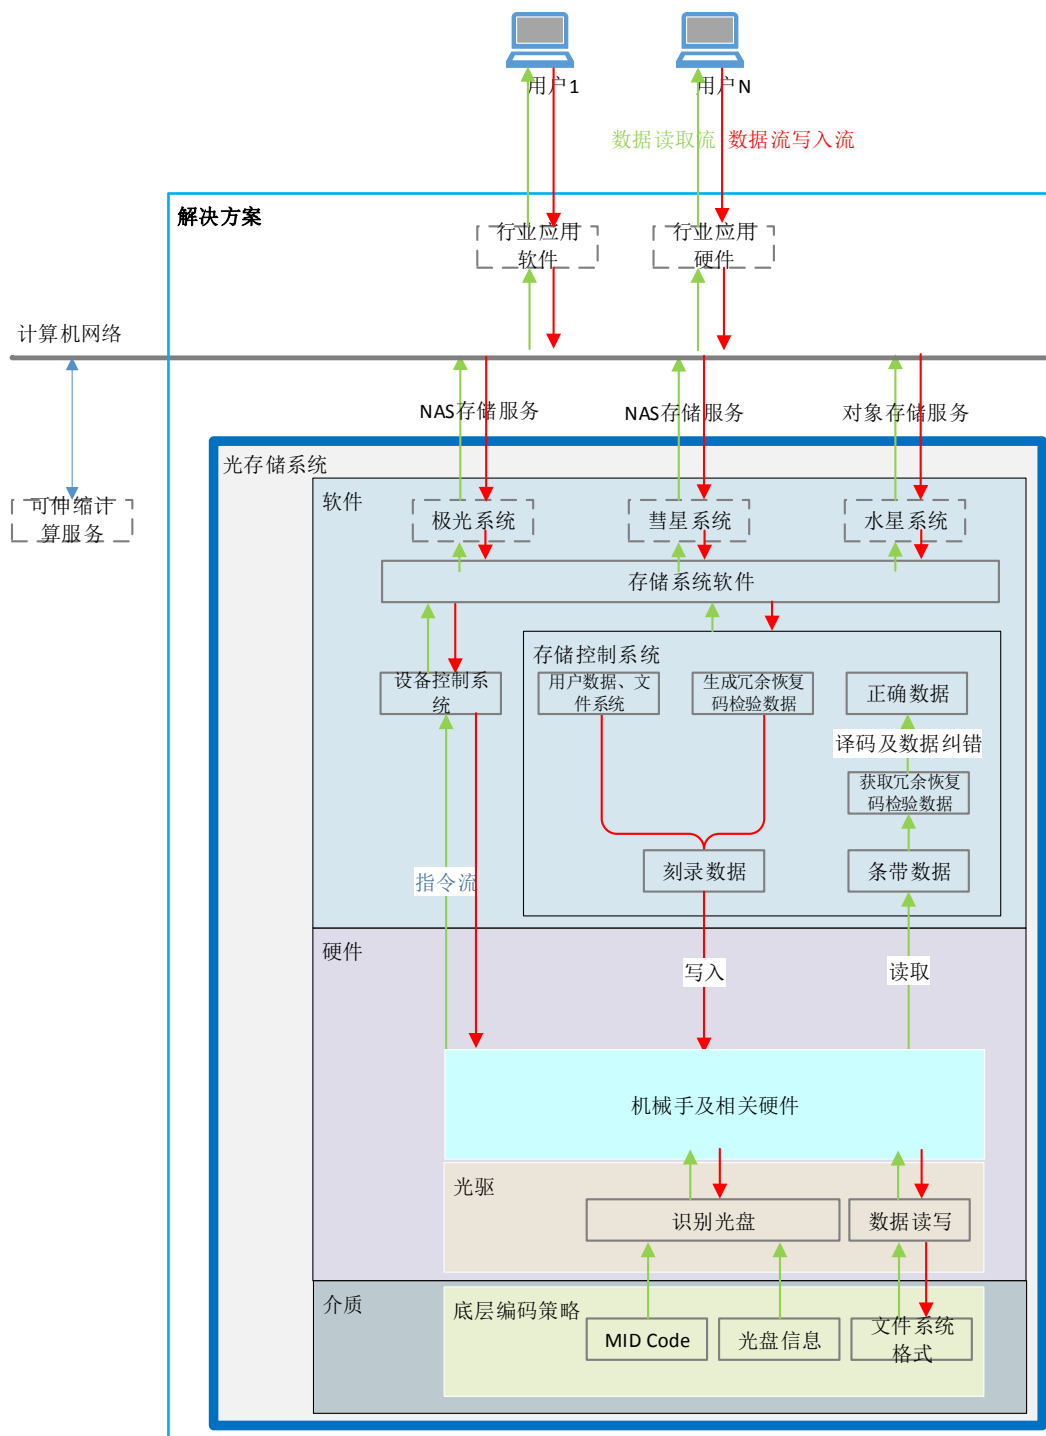 用户1
用户N
数据读取流
数据流写入流
解决方案
行业应用
软件
行业应用
硬件
计算机网络
NAS存储服务
NAS存储服务
对象存储服务
光存储系统
软件
可伸缩计
算服务
极光系统
彗星系统
水星系统
存储系统软件
存储控制系统
设备控制系
统
用户数据、文
件系统
生成冗余恢复
码检验数据
正确数据
译码及数据纠错
获取冗余恢复
码检验数据
刻录数据
条带数据
指令流
硬件
写入
读取
机械手及相关硬件
光驱
识别光盘
数据读写
介质
底层编码策略
MID Code
光盘信息
文件系统
格式